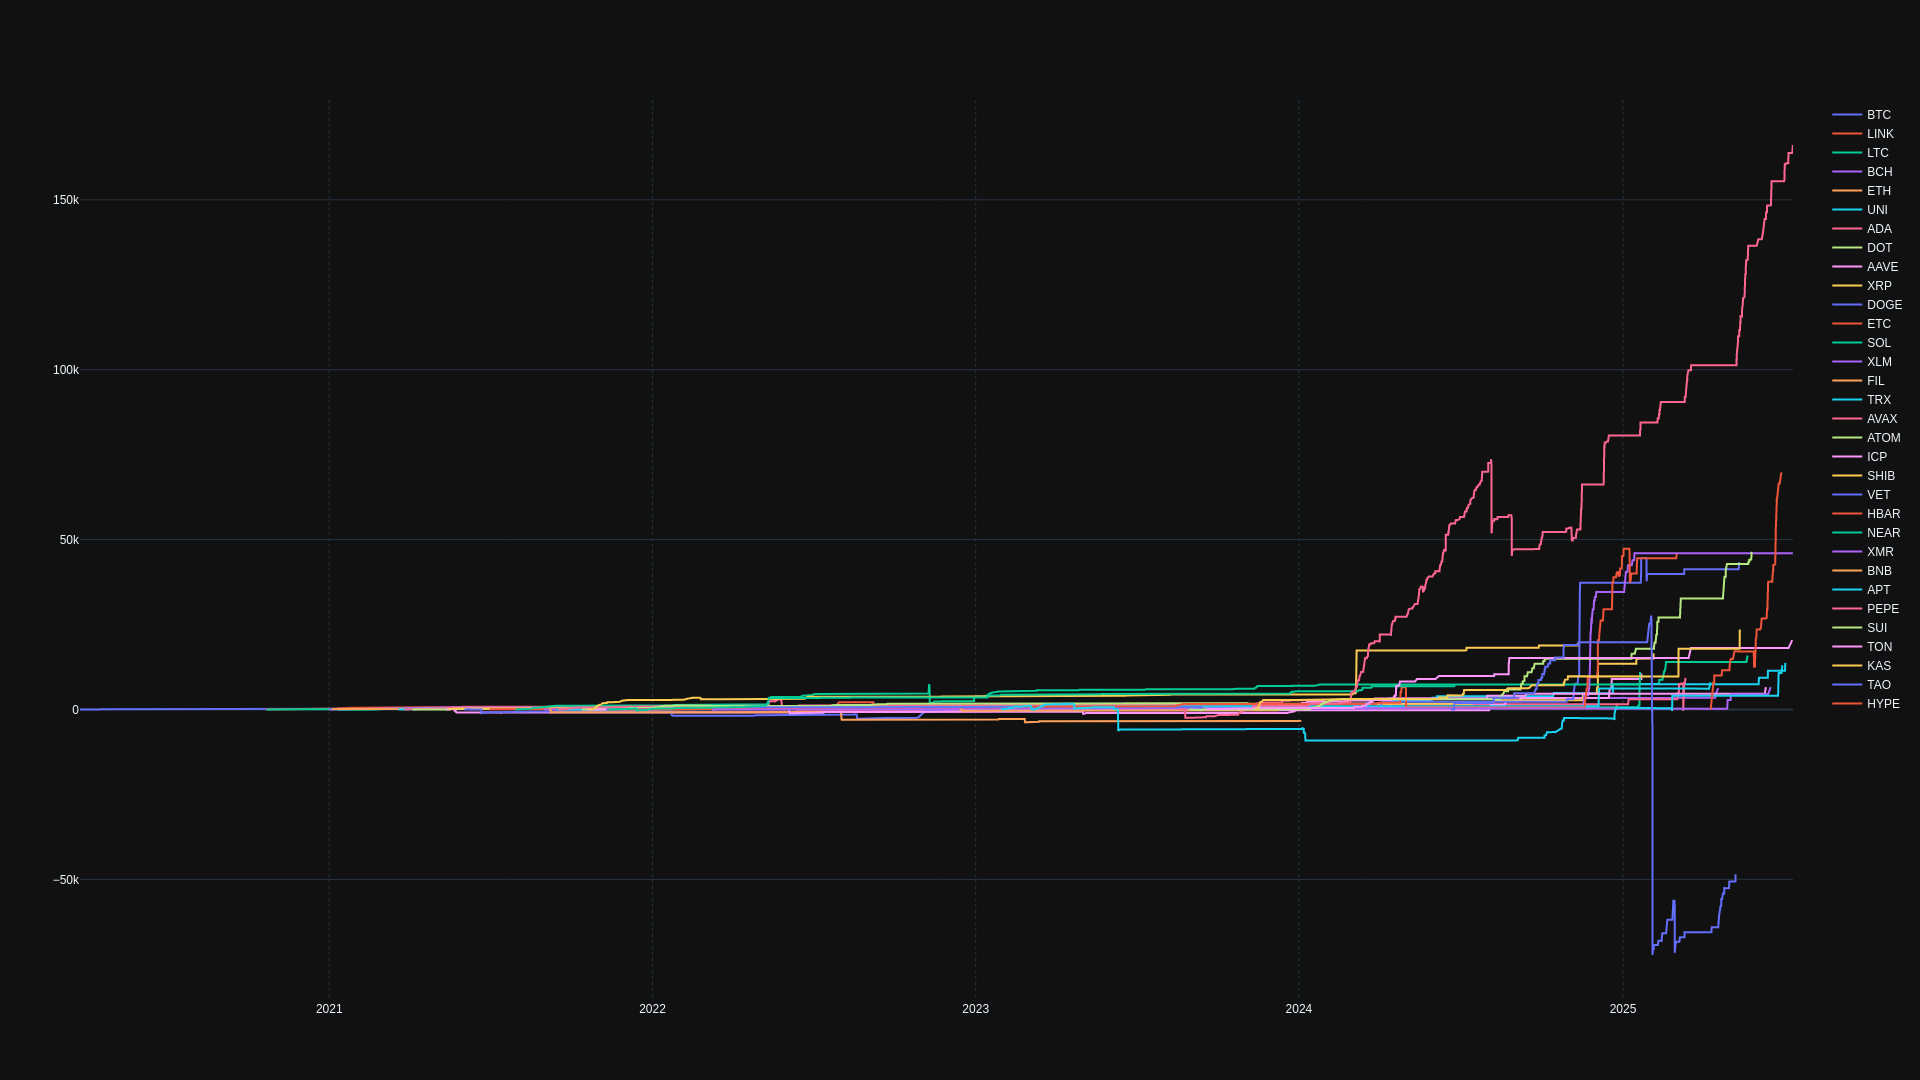 150k
100k
50k
0
−50k
2021
2022
2023
2024
2025
BTC
LINK
LTC
BCH
ETH
UNI
ADA
DOT
AAVE
XRP
DOGE
ETC
SOL
XLM
FIL
TRX
AVAX
ATOM
ICP
SHIB
VET
HBAR
NEAR
XMR
BNB
APT
PEPE
SUI
TON
KAS
TAO
HYPE